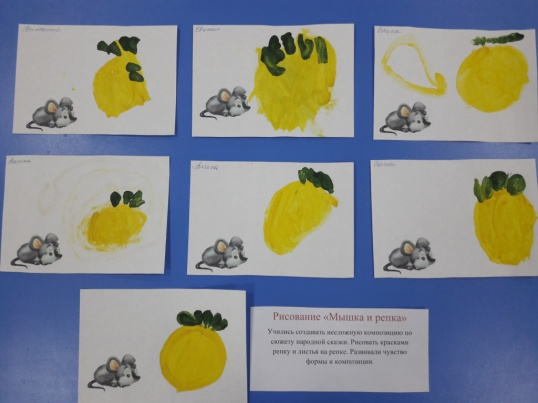 Рисование «Мышка и репка»
Учились создавать несложную композицию по
сюжету народной сказки. Рисовать красками
репку и листья на репке. Развивали чувство
формы и композиции.